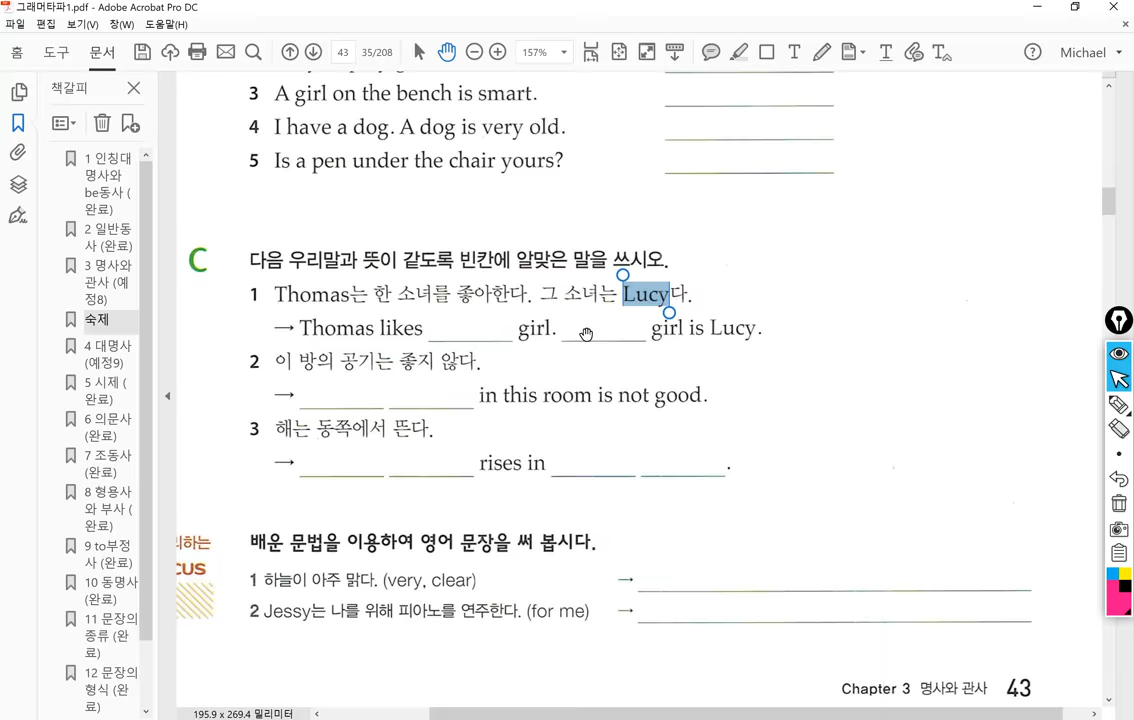 그래머타파1.pdf - Adobe Acrobat Pro DC
파일 편집 보기(V) 창(W) 도움말(H)
홈 도구 문서 43 35/208 157% Michael
책갈피
1 인칭대
명사와
be동사 (
완료)
2 일반동
사 (완료)
3 명사와
관사 (예
정8)
숙제
4 대명사
(예정9)
5 시제 (
완료)
6 의문사
(완료)
7 조동사
(완료)
8 형용사
와 부사 (
완료)
9 to부정
사 (완료)
10 동명사
(완료)
11 문장의
종류 (완
료)
12 문장의
형식 (완
료)
3 A girl on the bench is smart.
4 I have a dog. A dog is very old.
5 Is a pen under the chair yours?
C 다음 우리말과 뜻이 같도록 빈칸에 알맞은 말을 쓰시오.
1 Thomas는 한 소녀를 좋아한다. 그 소녀는 Lucy다.
→ Thomas likes ________ girl. ________ girl is Lucy.
2 이 방의 공기는 좋지 않다.
→ ________ ________ in this room is not good.
3 해는 동쪽에서 뜬다.
→ ________ ________ rises in ________ ________.
리하는
CUS
배운 문법을 이용하여 영어 문장을 써 봅시다.
1 하늘이 아주 맑다. (very, clear) →
2 Jessy는 나를 위해 피아노를 연주한다. (for me) →
Chapter 3 명사와 관사 43
195.9 x 269.4 밀리미터